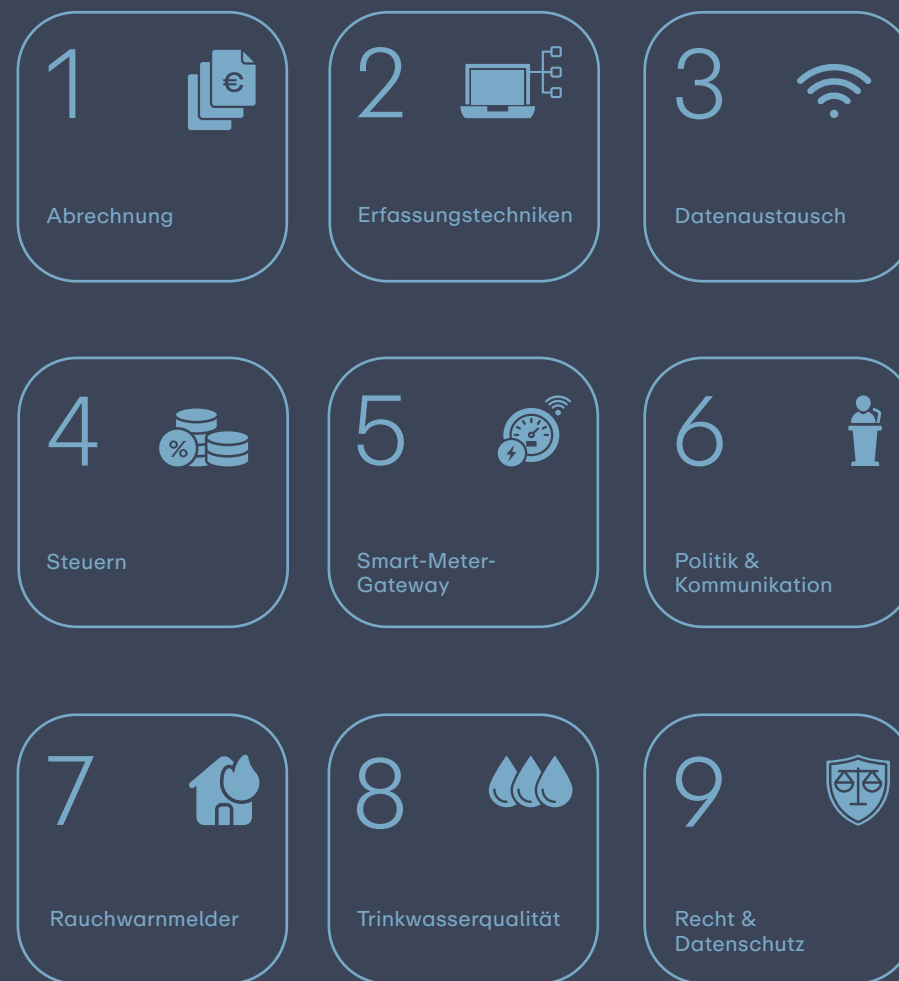 1
€
Abrechnung
2
Erfassungstechniken
3
Datenaustausch
4
%
Steuern
5
Smart-Meter-
Gateway
6
Politik &
Kommunikation
7
Rauchwarnmelder
8
Trinkwasserqualität
9
Recht &
Datenschutz